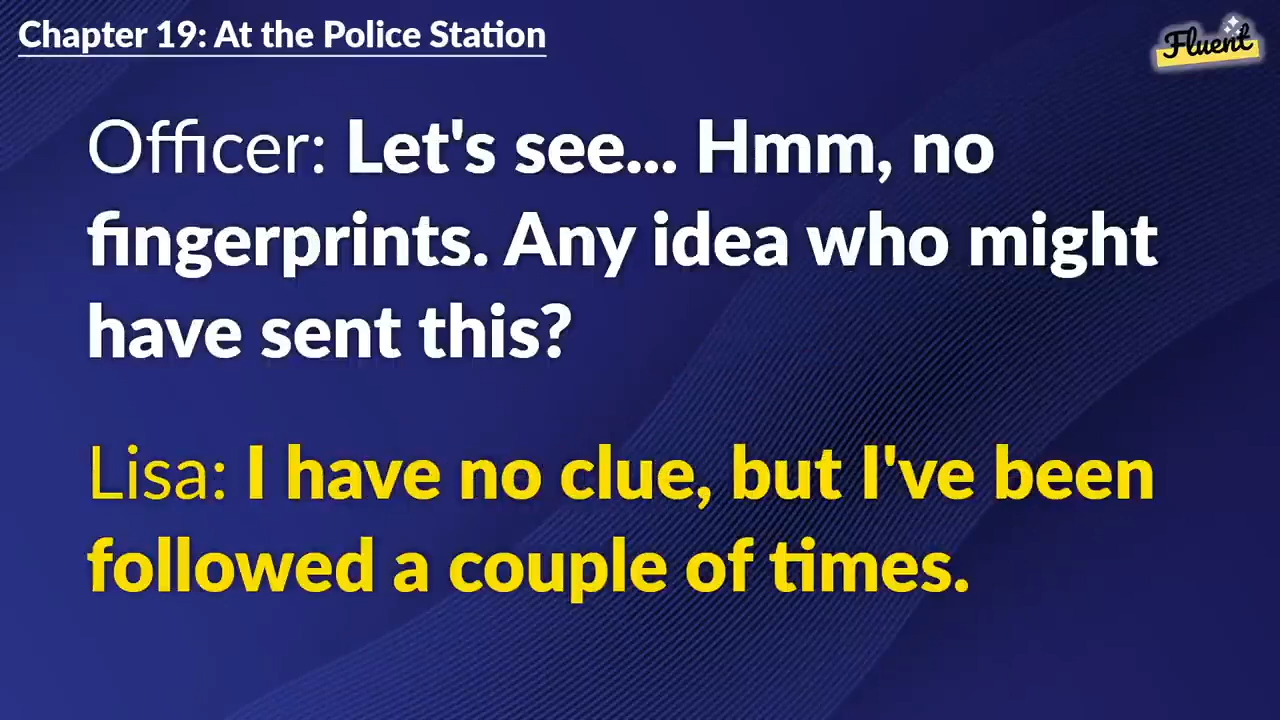 Chapter 19: At the Police Station
Fluent
Officer: Let's see... Hmm, no
fingerprints. Any idea who might
have sent this?
Lisa: I have no clue, but I've been
followed a couple of times.